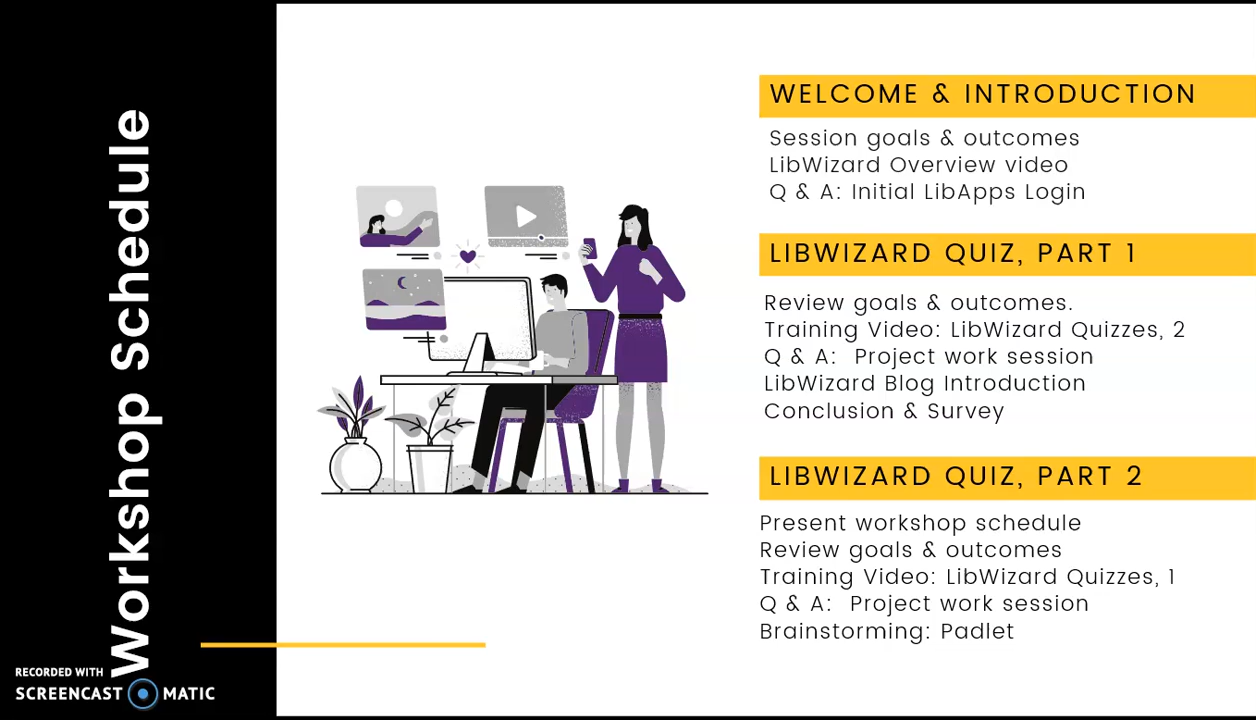 Workshop Schedule
WELCOME & INTRODUCTION
Session goals & outcomes
LibWizard Overview video
Q & A: Initial LibApps Login
LIBWIZARD QUIZ, PART 1
Review goals & outcomes.
Training Video: LibWizard Quizzes, 2
Q & A: Project work session
LibWizard Blog Introduction
Conclusion & Survey
LIBWIZARD QUIZ, PART 2
Present workshop schedule
Review goals & outcomes
Training Video: LibWizard Quizzes, 1
Q & A: Project work session
Brainstorming: Padlet
RECORDED WITH
SCREENCAST MATIC